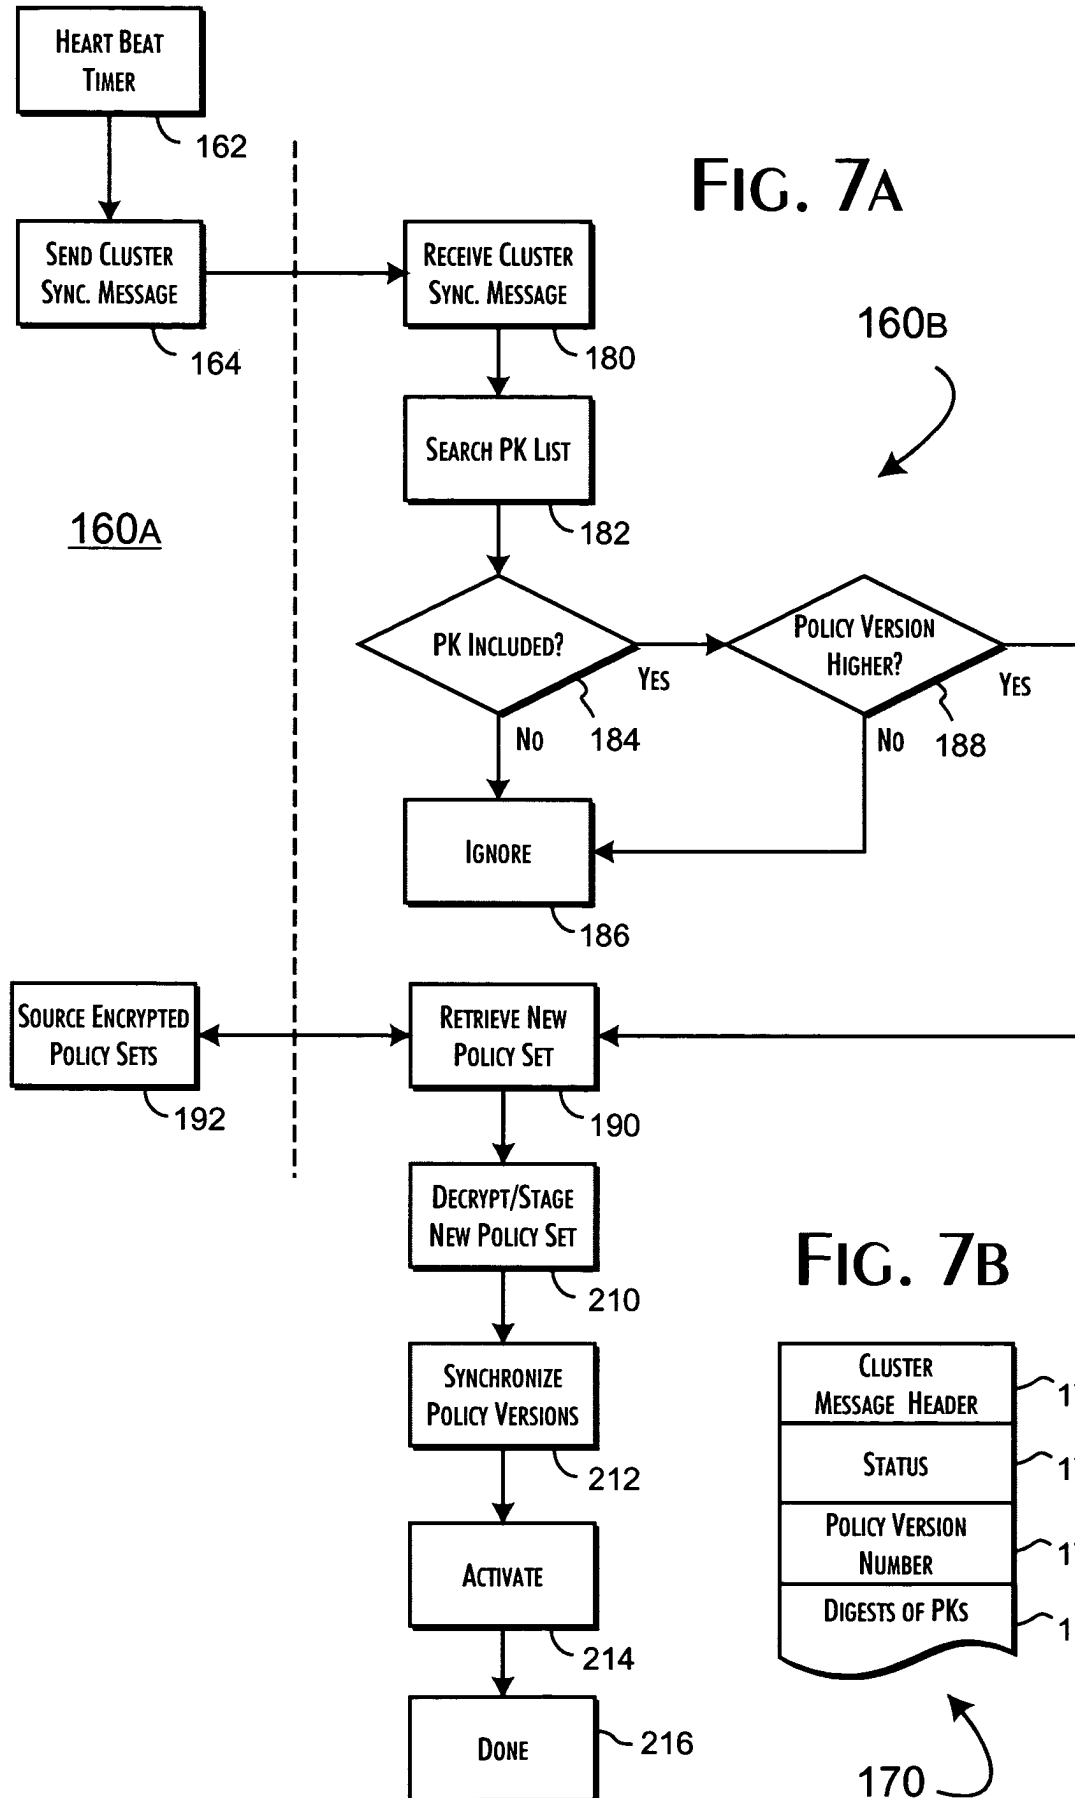 HEART BEAT
TIMER
162
FIG. 7A
SEND CLUSTER
SYNC. MESSAGE
164
RECEIVE CLUSTER
SYNC. MESSAGE
180
160B
SEARCH PK LIST
182
160A
PK INCLUDED?
YES
184
NO
POLICY VERSION
HIGHER?
YES
188
NO
IGNORE
186
SOURCE ENCRYPTED
POLICY SETS
192
RETRIEVE NEW
POLICY SET
190
DECRYPT/STAGE
NEW POLICY SET
210
FIG. 7B
SYNCHRONIZE
POLICY VERSIONS
212
CLUSTER
MESSAGE HEADER
STATUS
POLICY VERSION
NUMBER
DIGESTS OF PKS
ACTIVATE
214
DONE
216
170